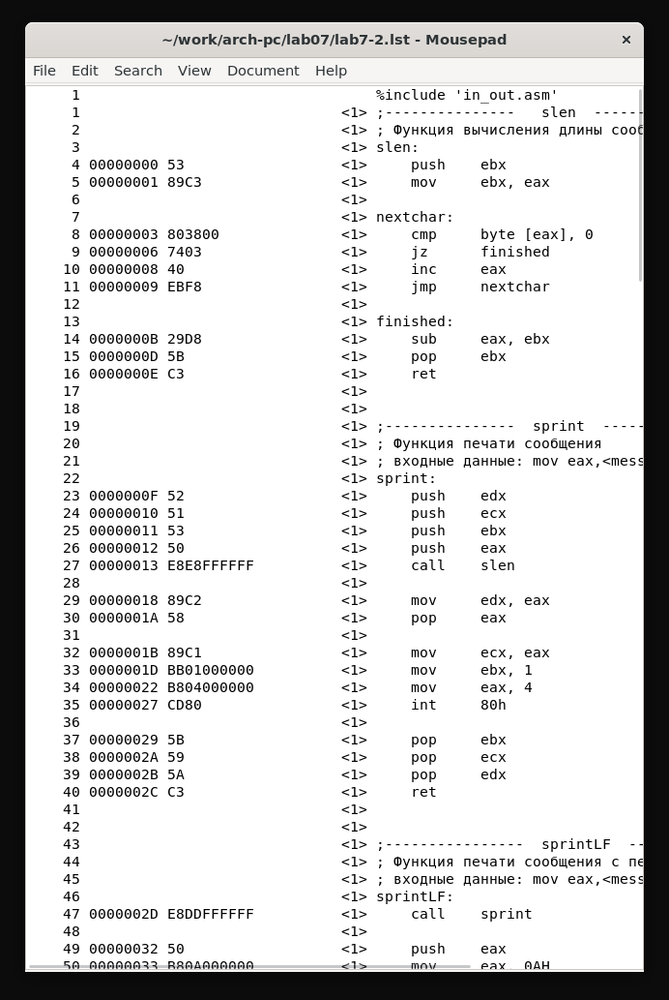 ~/work/arch-pc/lab07/lab7-2.lst - Mousepad ×
File Edit Search View Document Help
1 %include 'in_out.asm'
1 <1> ;--------------- slen ------
2 <1> ; Функция вычисления длины сооб
3 <1> slen:
4 00000000 53 <1> push ebx
5 00000001 89C3 <1> mov ebx, eax
6 <1>
7 <1> nextchar:
8 00000003 803800 <1> cmp byte [eax], 0
9 00000006 7403 <1> jz finished
10 00000008 40 <1> inc eax
11 00000009 EBF8 <1> jmp nextchar
12 <1>
13 <1> finished:
14 0000000B 29D8 <1> sub eax, ebx
15 0000000D 5B <1> pop ebx
16 0000000E C3 <1> ret
17 <1>
18 <1>
19 <1> ;--------------- sprint -----
20 <1> ; Функция печати сообщения
21 <1> ; входные данные: mov eax,<mess
22 <1> sprint:
23 0000000F 52 <1> push edx
24 00000010 51 <1> push ecx
25 00000011 53 <1> push ebx
26 00000012 50 <1> push eax
27 00000013 E8E8FFFFFF <1> call slen
28 <1>
29 00000018 89C2 <1> mov edx, eax
30 0000001A 58 <1> pop eax
31 <1>
32 0000001B 89C1 <1> mov ecx, eax
33 0000001D BB01000000 <1> mov ebx, 1
34 00000022 B804000000 <1> mov eax, 4
35 00000027 CD80 <1> int 80h
36 <1>
37 00000029 5B <1> pop ebx
38 0000002A 59 <1> pop ecx
39 0000002B 5A <1> pop edx
40 0000002C C3 <1> ret
41 <1>
42 <1>
43 <1> ;---------------- sprintLF --
44 <1> ; Функция печати сообщения с пе
45 <1> ; входные данные: mov eax,<mess
46 <1> sprintLF:
47 0000002D E8DDFFFFFF <1> call sprint
48 <1>
49 00000032 50 <1> push eax
50 00000033 B80A000000 <1> mov eax, 0AH